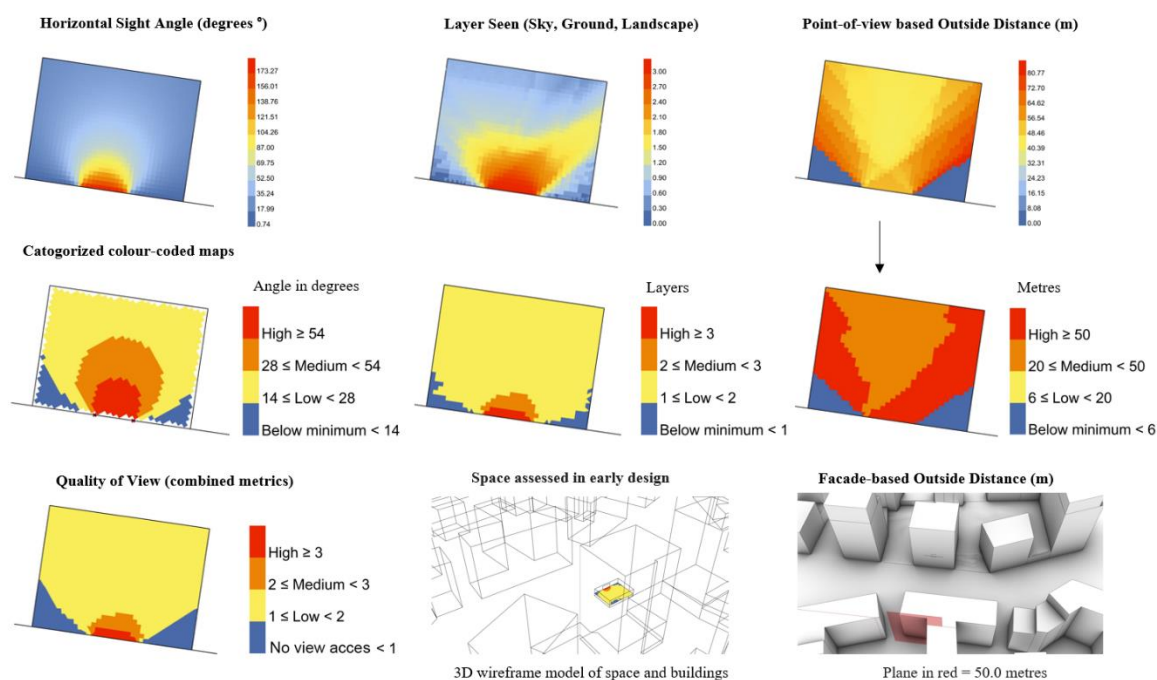 Horizontal Sight Angle (degrees °)
Layer Seen (Sky, Ground, Landscape)
Point-of-view based Outside Distance (m)
173.27
156.01
138.76
121.51
104.26
87.00
69.75
52.50
35.24
17.99
0.74
3.00
2.70
2.40
2.10
1.80
1.50
1.20
0.90
0.60
0.30
0.00
80.77
72.70
64.62
56.54
48.46
40.39
32.31
24.23
16.15
8.08
0.00
Catogorized colour-coded maps
Angle in degrees
High ≥ 54
28 ≤ Medium < 54
14 ≤ Low < 28
Below minimum < 14
Layers
High ≥ 3
2 ≤ Medium < 3
1 ≤ Low < 2
Below minimum < 1
Metres
High ≥ 50
20 ≤ Medium < 50
6 ≤ Low < 20
Below minimum < 6
Quality of View (combined metrics)
High ≥ 3
2 ≤ Medium < 3
1 ≤ Low < 2
No view acces < 1
Space assessed in early design
3D wireframe model of space and buildings
Facade-based Outside Distance (m)
Plane in red = 50.0 metres